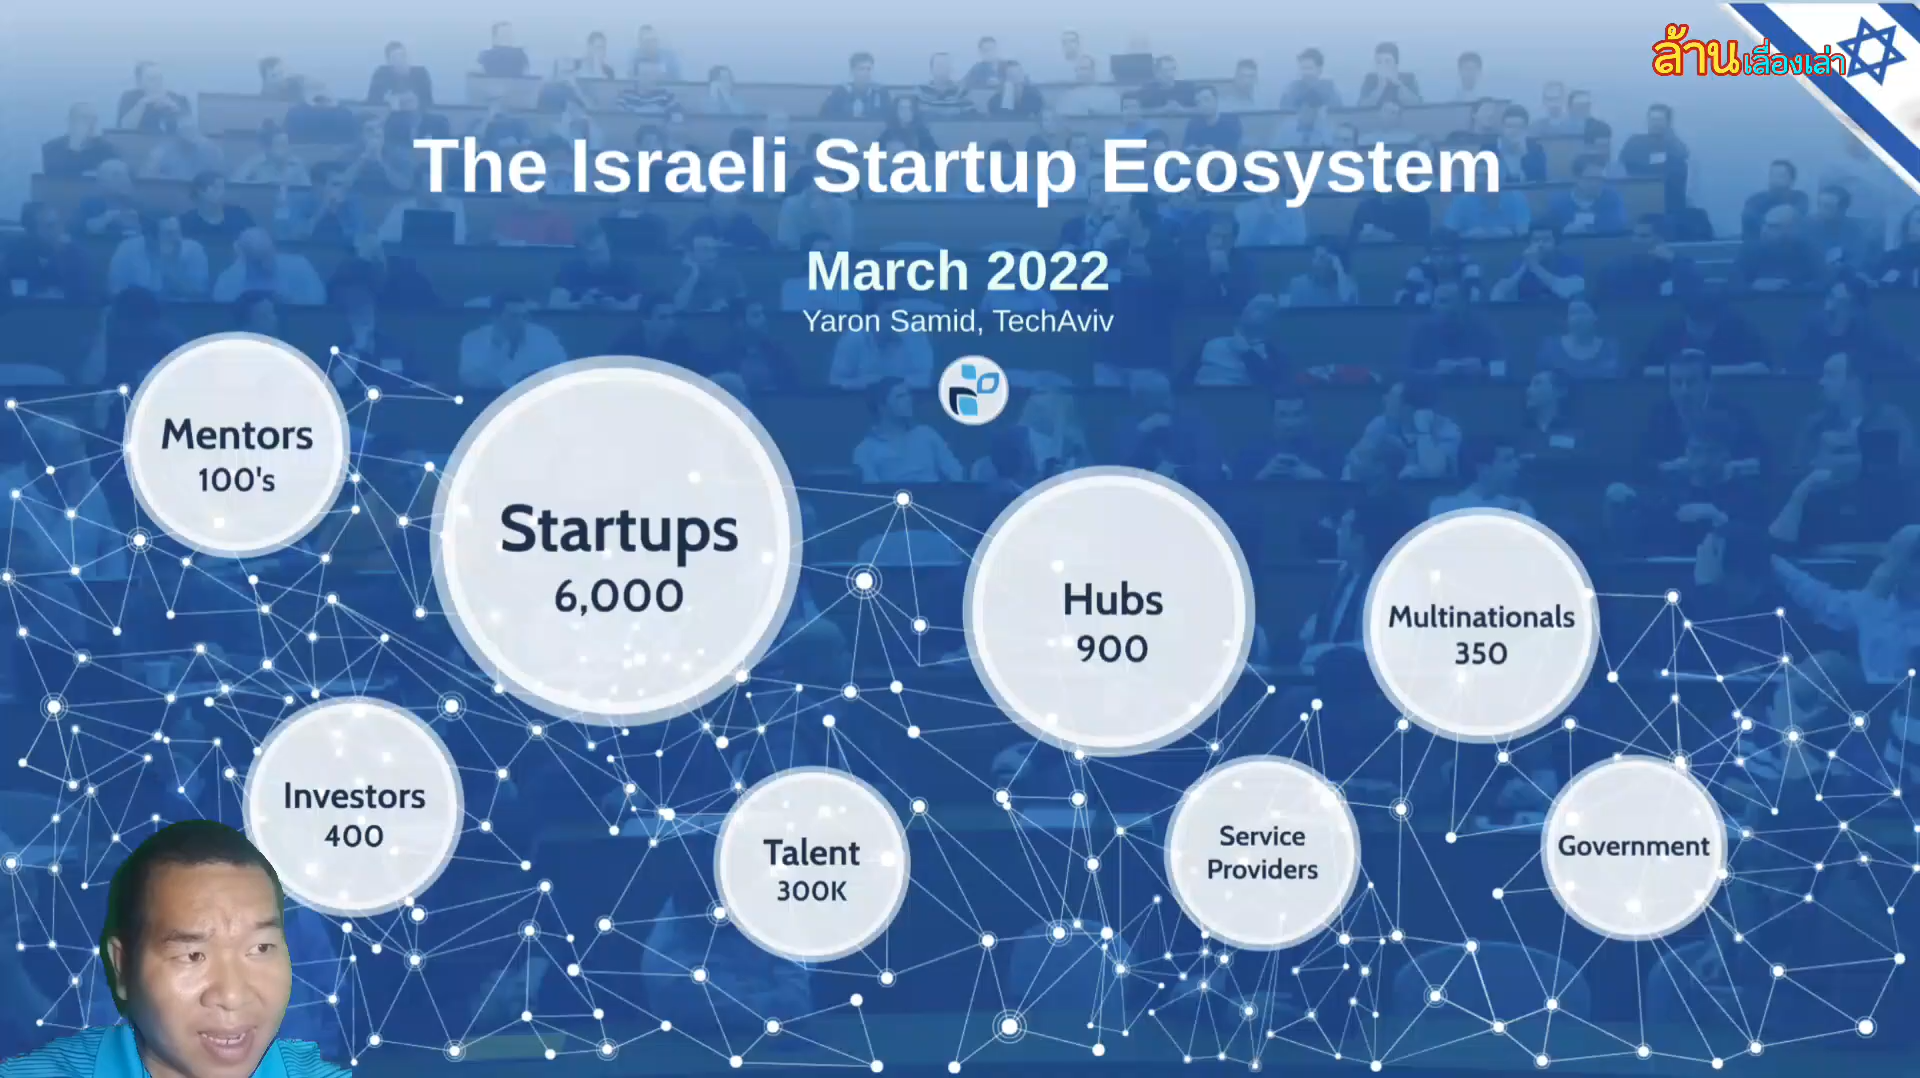 ล้านเลื่องเล่า
The Israeli Startup Ecosystem
March 2022
Yaron Samid, TechAviv
Mentors
100's
Startups
6,000
Hubs
900
Multinationals
350
Investors
400
Talent
300K
Service
Providers
Government